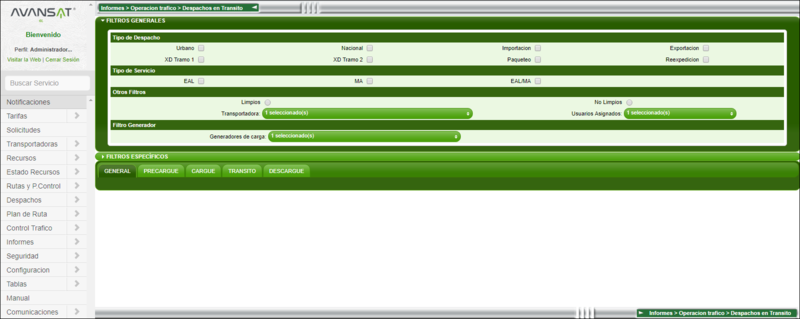 AVANSAT
Bienvenido
Perfil: Administrador...
Visitar la Web | Cerrar Sesión
Buscar Servicio
Notificaciones
Tarifas
Solicitudes
Transportadoras
Recursos
Estado Recursos
Rutas y P.Control
Despachos
Plan de Ruta
Control Trafico
Informes
Seguridad
Configuracion
Tablas
Manual
Comunicaciones
Informes > Operacion trafico > Despachos en Transito
FILTROS GENERALES
Tipo de Despacho
Urbano Nacional Importacion Exportacion
XD Tramo 1 XD Tramo 2 Paqueteo Reexpedicion
Tipo de Servicio
EAL MA EAL/MA
Otros Filtros
Limpios No Limpios
Transportadora: 1 seleccionado(s) Usuarios Asignados 1 seleccionado(s)
Filtro Generador
Generadores de carga: 1 seleccionado(s)
FILTROS ESPECÍFICOS
GENERAL PRECARGUE CARGUE TRANSITO DESCARGUE
Informes > Operacion trafico > Despachos en Transito